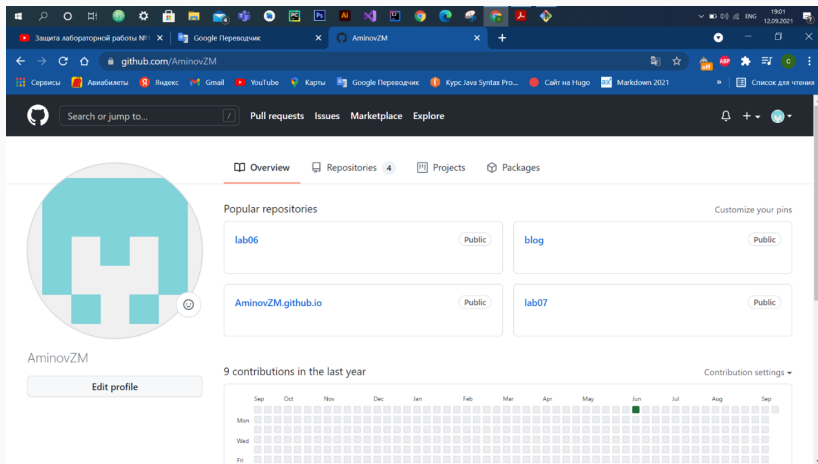 19:01
ENG
12.09.2021
Защита лабораторной работы №1
Google Переводчик
AminovZM
github.com/AminovZM
Сервисы
Авиабилеты
Яндекс
Gmail
YouTube
Карты
Google Переводчик
Курс Java Syntax Pro...
Сайт на Hugo
Markdown 2021
»
Список для чтения
Search or jump to...
/
Pull requests
Issues
Marketplace
Explore
Overview
Repositories 4
Projects
Packages
Popular repositories
Customize your pins
lab06
Public
blog
Public
AminovZM.github.io
Public
lab07
Public
AminovZM
Edit profile
9 contributions in the last year
Contribution settings
Sep Oct Nov Dec Jan Feb Mar Apr May Jun Jul Aug Sep
Mon
Wed
Fri